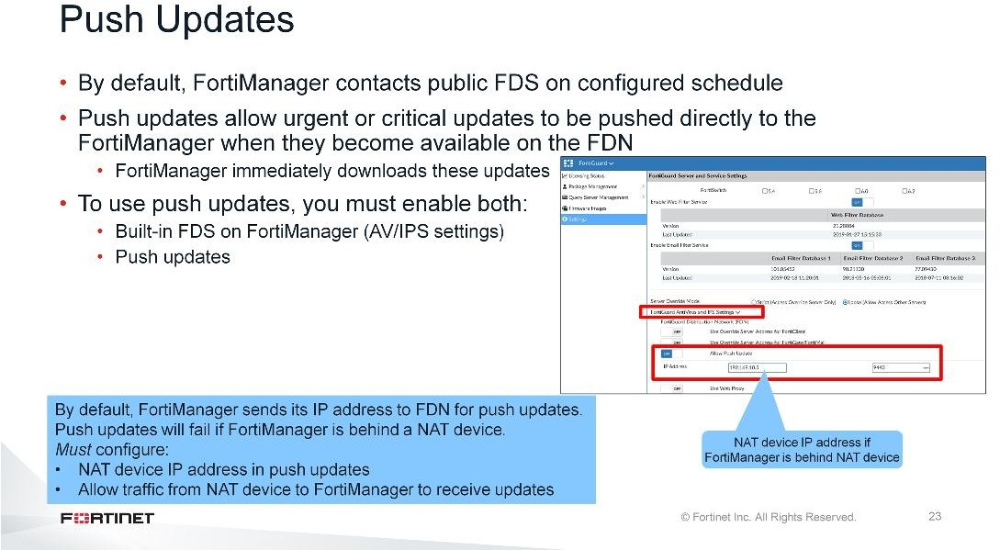 Push Updates
• By default, FortiManager contacts public FDS on configured schedule
• Push updates allow urgent or critical updates to be pushed directly to the
FortiManager when they become available on the FDN
• FortiManager immediately downloads these updates
• To use push updates, you must enable both:
• Built-in FDS on FortiManager (AV/IPS settings)
• Push updates
FortiGuard
Licensing Status
Package Management
Query Server Management
Firmware Images
Settings
FortiGuard Server and Service Settings
FortiSwitch 5.4 5.6 6.0 6.2
Enable Web Filter Service ON
Web Filter Database
Version 21.28804
Last Updated 2019-01-27 15:15:33
Enable Email Filter Service ON
Email Filter Database 1 Email Filter Database 2 Email Filter Database 3
Version
Last Updated
Server Override Mode Strict (Access Override Server Only) Loose (Allow Access Other Servers)
FortiGuard AntiVirus and IPS Settings
FortiGuard Distribution Network (FDN)
OFF Use Override Server Address for FortiClient
OFF Use Override Server Address for FortiGate/FortiMail
ON Allow Push Update
IP Address 192.168.10.5 9443
OFF Use Web Proxy
By default, FortiManager sends its IP address to FDN for push updates.
Push updates will fail if FortiManager is behind a NAT device.
Must configure:
• NAT device IP address in push updates
• Allow traffic from NAT device to FortiManager to receive updates
NAT device IP address if
FortiManager is behind NAT device
FORTINET
© Fortinet Inc. All Rights Reserved. 23